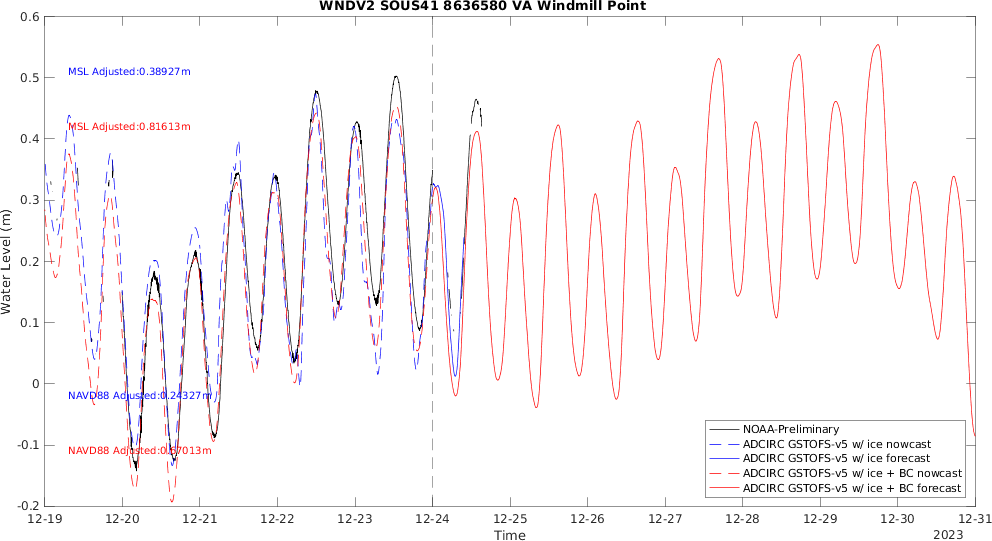 WNDV2 SOUS41 8636580 VA Windmill Point
Water Level (m)
0.6
0.5
0.4
0.3
0.2
0.1
0
-0.1
-0.2
MSL Adjusted:0.38927m
MSL Adjusted:0.81613m
NAVD88 Adjusted:0.24327m
NAVD88 Adjusted:0.67013m
NOAA-Preliminary
ADCIRC GSTOFS-v5 w/ ice nowcast
ADCIRC GSTOFS-v5 w/ ice forecast
ADCIRC GSTOFS-v5 w/ ice + BC nowcast
ADCIRC GSTOFS-v5 w/ ice + BC forecast
12-19 12-20 12-21 12-22 12-23 12-24 12-25 12-26 12-27 12-28 12-29 12-30 12-31
Time
2023